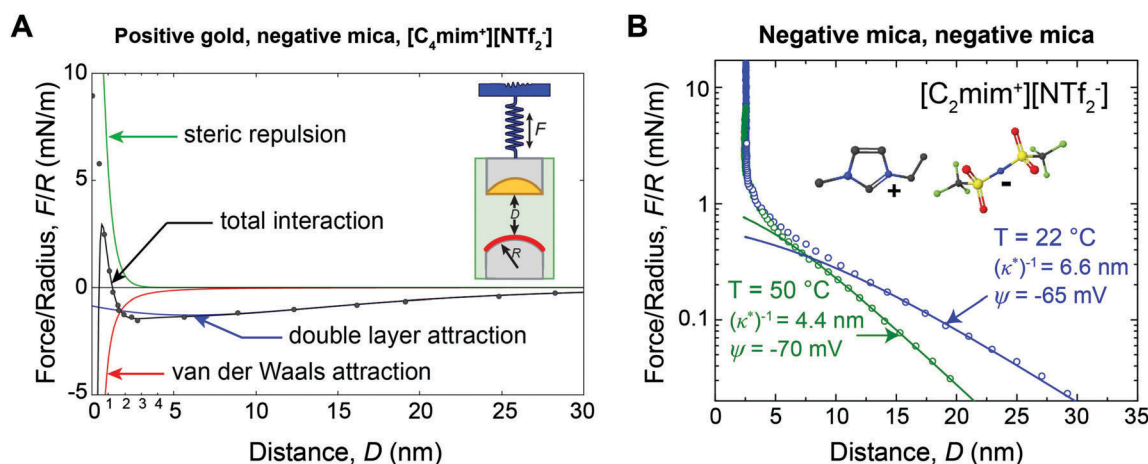 A
Positive gold, negative mica, [C₄mim⁺][NTf₂⁻]
Force/Radius, F/R (mN/m)
10
5
0
-5
steric repulsion
total interaction
double layer attraction
van der Waals attraction
F
D
R
0 1 2 3 4 5 10 15 20 25 30
Distance, D (nm)
B
Negative mica, negative mica
Force/Radius, F/R (mN/m)
10
1
0.1
[C₂mim⁺][NTf₂⁻]
+
-
T = 22 °C
(κ*)⁻¹ = 6.6 nm
ψ = -65 mV
T = 50 °C
(κ*)⁻¹ = 4.4 nm
ψ = -70 mV
0 5 10 15 20 25 30 35
Distance, D (nm)